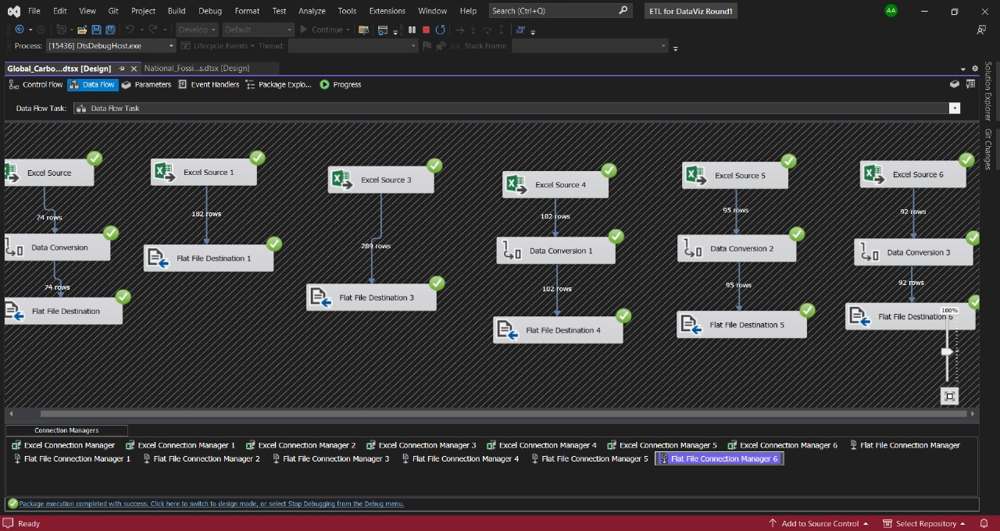 File Edit View Git Project Build Debug Format Test Analyze Tools Extensions Window Help Search (Ctrl+Q) ETL for DataViz Round1 AA
Develop Default Continue
Process: [15436] DtsDebugHost.exe Lifecycle Events Thread: Stack Frame:
Global_Carbo...dtsx [Design] National_Fossi...s.dtsx [Design]
Control Flow Data Flow Parameters Event Handlers Package Explo... Progress
Data Flow Task: Data Flow Task
Solution Explorer
Git Changes
Excel Source
74 rows
Data Conversion
74 rows
Flat File Destination
Excel Source 1
182 rows
Flat File Destination 1
Excel Source 3
289 rows
Flat File Destination 3
Excel Source 4
102 rows
Data Conversion 1
102 rows
Flat File Destination 4
Excel Source 5
95 rows
Data Conversion 2
95 rows
Flat File Destination 5
Excel Source 6
92 rows
Data Conversion 3
92 rows
Flat File Destination 6
100%
Connection Managers
Excel Connection Manager Excel Connection Manager 1 Excel Connection Manager 2 Excel Connection Manager 3 Excel Connection Manager 4 Excel Connection Manager 5 Excel Connection Manager 6 Flat File Connection Manager
Flat File Connection Manager 1 Flat File Connection Manager 2 Flat File Connection Manager 3 Flat File Connection Manager 4 Flat File Connection Manager 5 Flat File Connection Manager 6
Package execution completed with success. Click here to switch to design mode, or select Stop Debugging from the Debug menu.
Ready Add to Source Control Select Repository